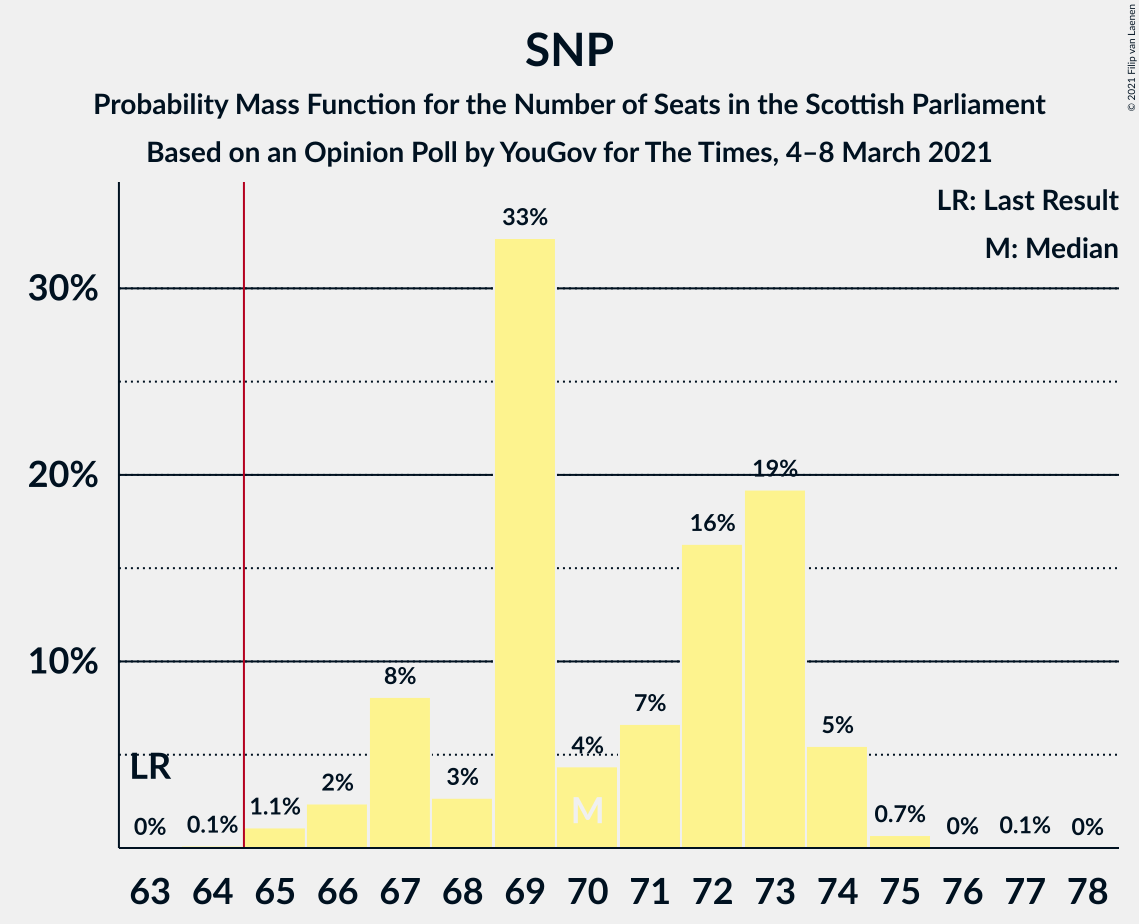 SNP
Probability Mass Function for the Number of Seats in the Scottish Parliament
Based on an Opinion Poll by YouGov for The Times, 4–8 March 2021
© 2021 Filip van Laenen
LR: Last Result
M: Median
30%
20%
10%
LR
M
0%
0.1%
1.1%
2%
8%
3%
33%
4%
7%
16%
19%
5%
0.7%
0%
0.1%
0%
63 64 65 66 67 68 69 70 71 72 73 74 75 76 77 78